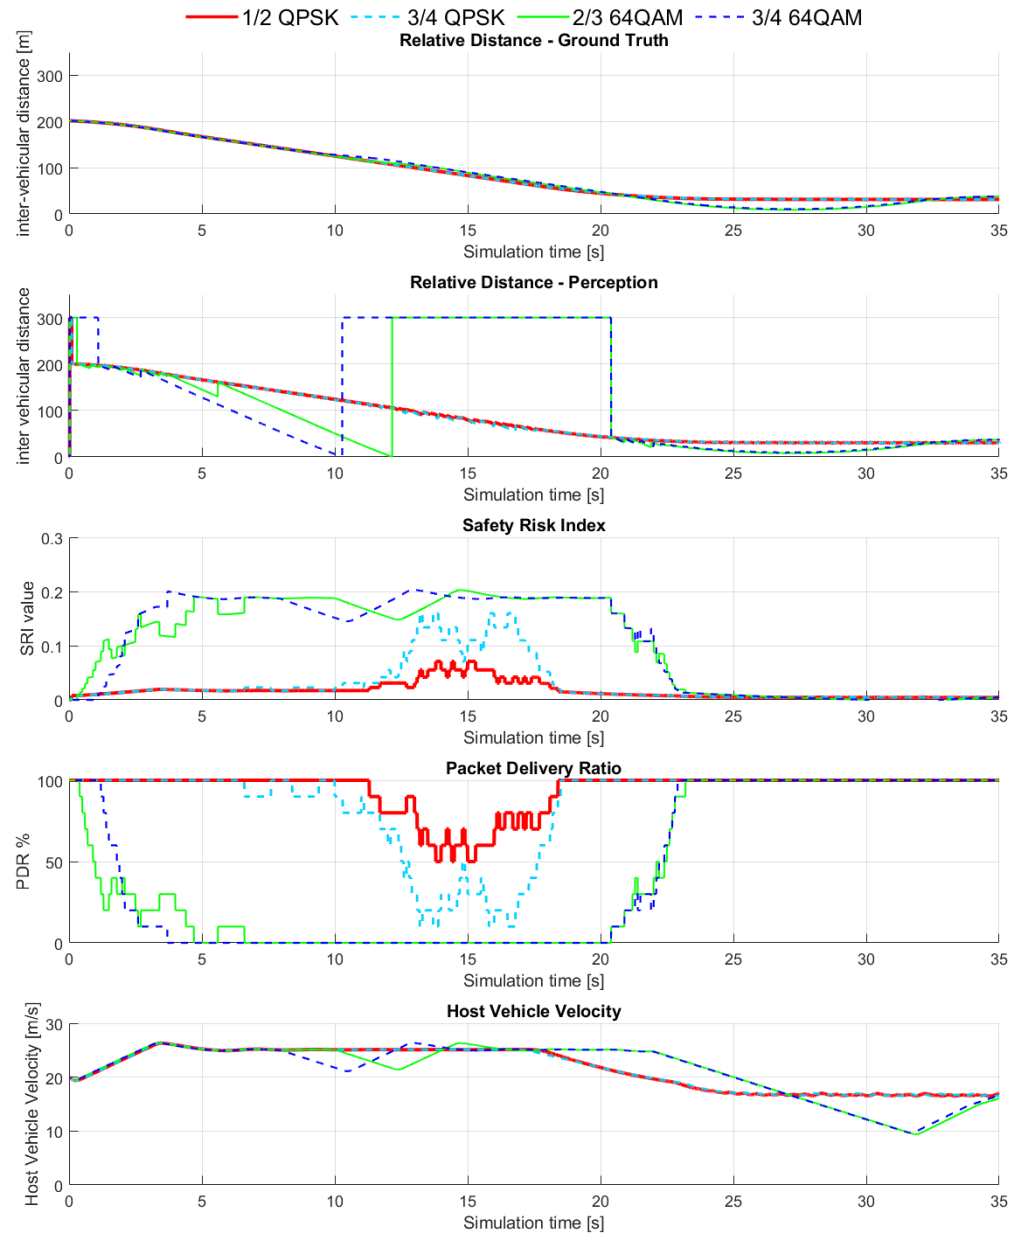 1/2 QPSK 3/4 QPSK 2/3 64QAM 3/4 64QAM
Relative Distance - Ground Truth
inter-vehicular distance [m]
300
200
100
0
0 5 10 15 20 25 30 35
Simulation time [s]
Relative Distance - Perception
inter vehicular distance
300
200
100
0
0 5 10 15 20 25 30 35
Simulation time [s]
Safety Risk Index
SRI value
0.3
0.2
0.1
0
0 5 10 15 20 25 30 35
Simulation time [s]
Packet Delivery Ratio
PDR %
100
50
0
0 5 10 15 20 25 30 35
Simulation time [s]
Host Vehicle Velocity
Host Vehicle Velocity [m/s]
30
20
10
0
0 5 10 15 20 25 30 35
Simulation time [s]